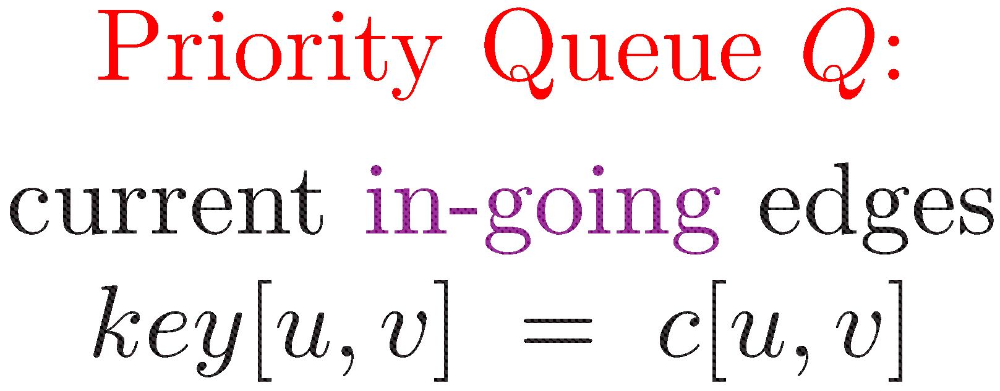 Priority Queue Q:
current in-going edges
key[u, v] = c[u, v]